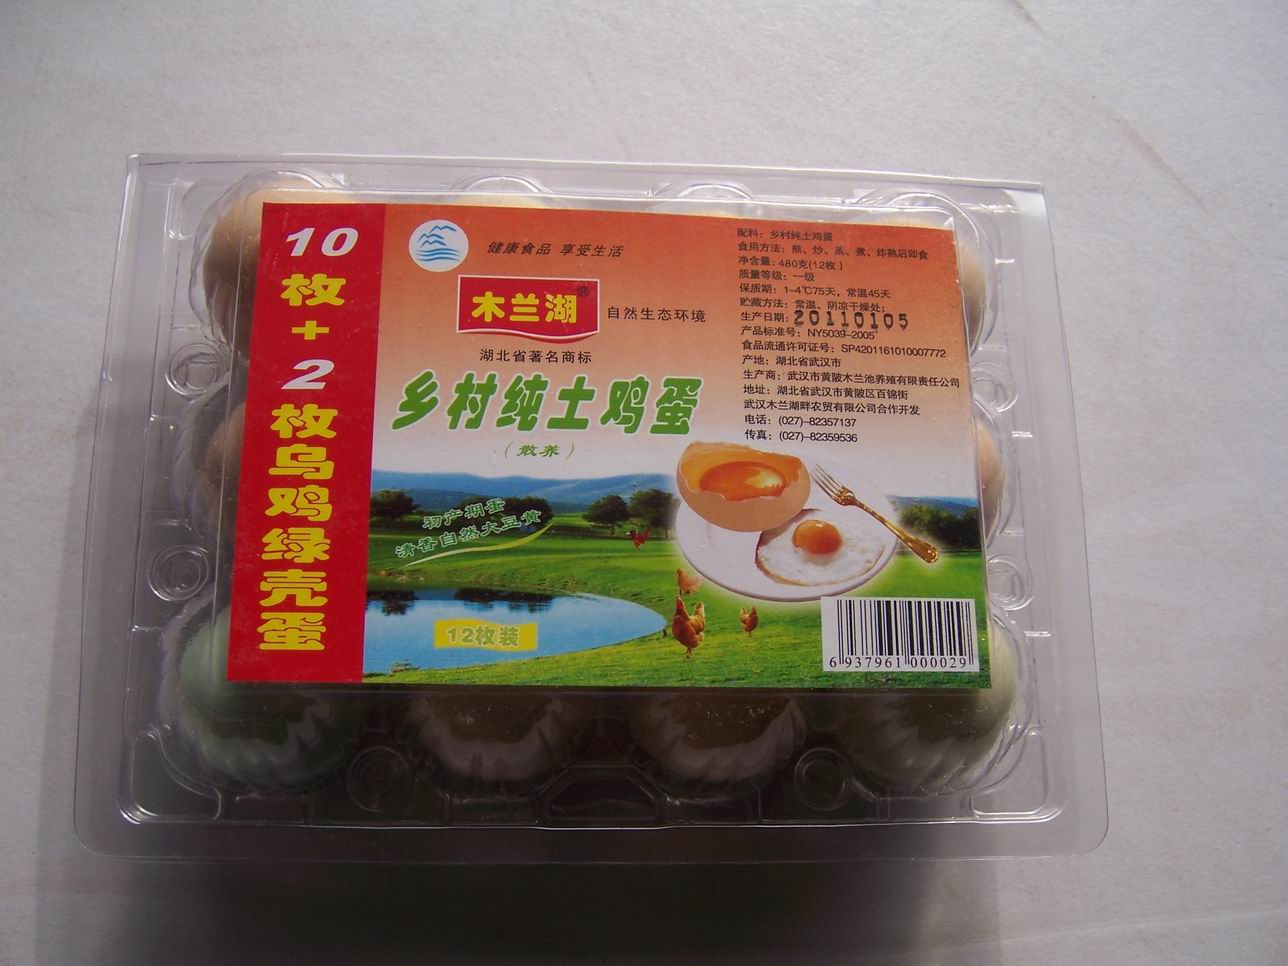 10
枚
+
2
枚
乌
鸡
绿
壳
蛋
健康食品 享受生活
木兰湖®
自然生态环境
湖北省著名商标
乡村纯土鸡蛋
（散养）
初产期蛋
清香自然大豆黄
12枚装
配料：乡村纯土鸡蛋
食用方法：煎、炒、蒸、煮、炸熟后即食
净含量：480克(12枚)
质量等级：一级
保质期：1-4℃75天，常温45天
贮藏方法：常温、阴凉干燥处；
生产日期：20110105
产品标准号：NY5039-2005
食品流通许可证号：SP4201161010007772
产地：湖北省武汉市
生产商：武汉市黄陂木兰池养殖有限责任公司
地址：湖北省武汉市黄陂区百锦街
武汉木兰湖畔农贸有限公司合作开发
电话：(027)-82357137
传真：(027)-82359536
6 937961 000029